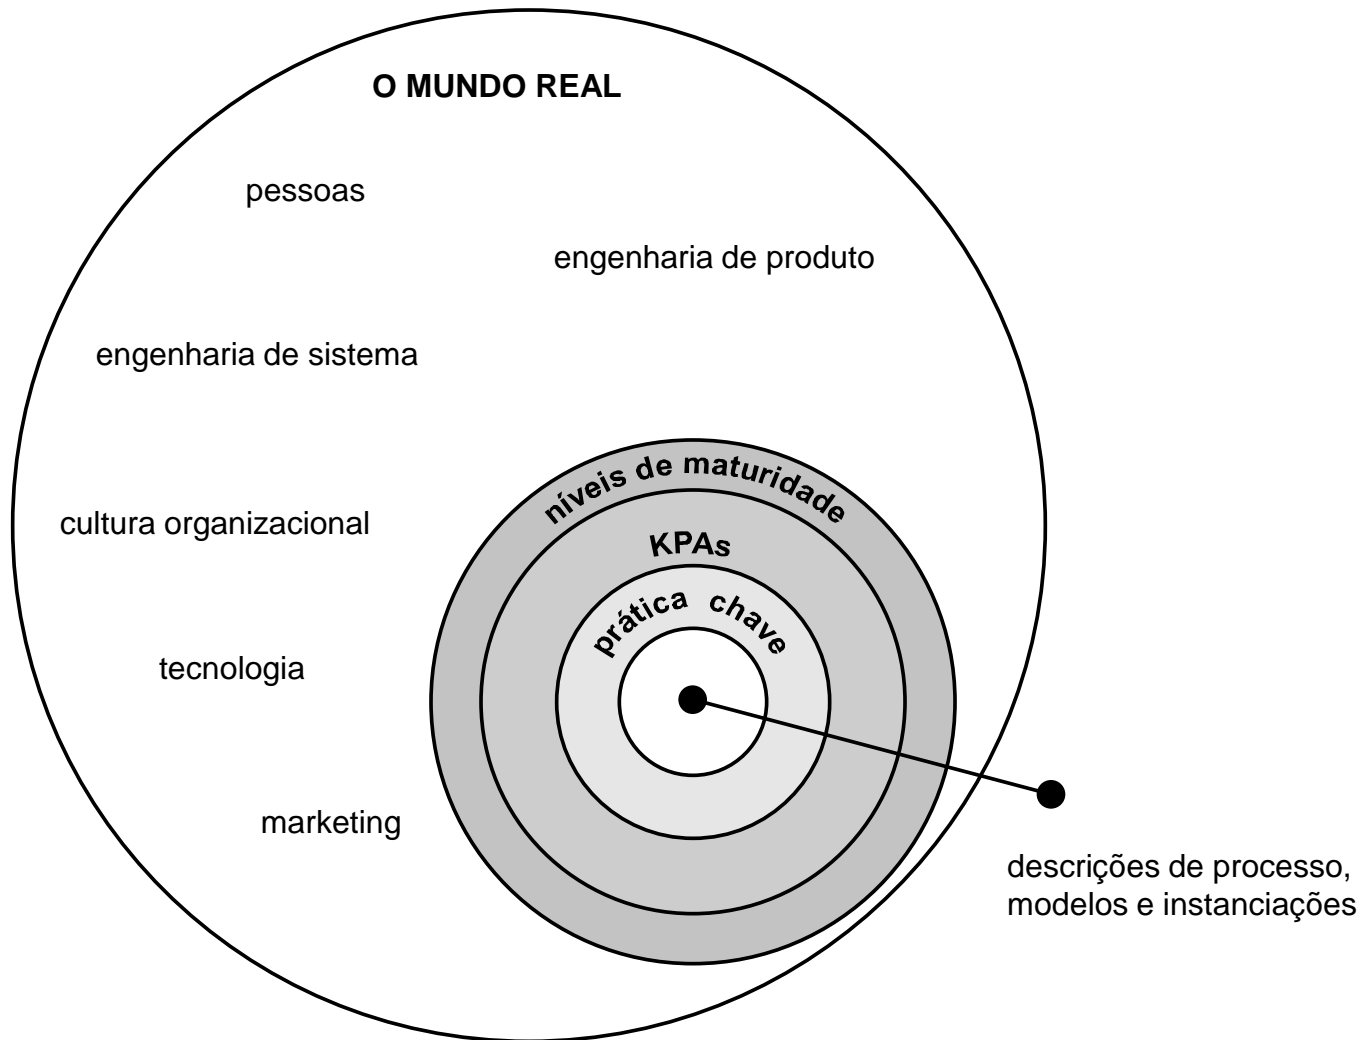 O MUNDO REAL
pessoas
engenharia de produto
engenharia de sistema
níveis de maturidade
cultura organizacional
KPAs
prática chave
tecnologia
marketing
descrições de processo,
modelos e instanciações